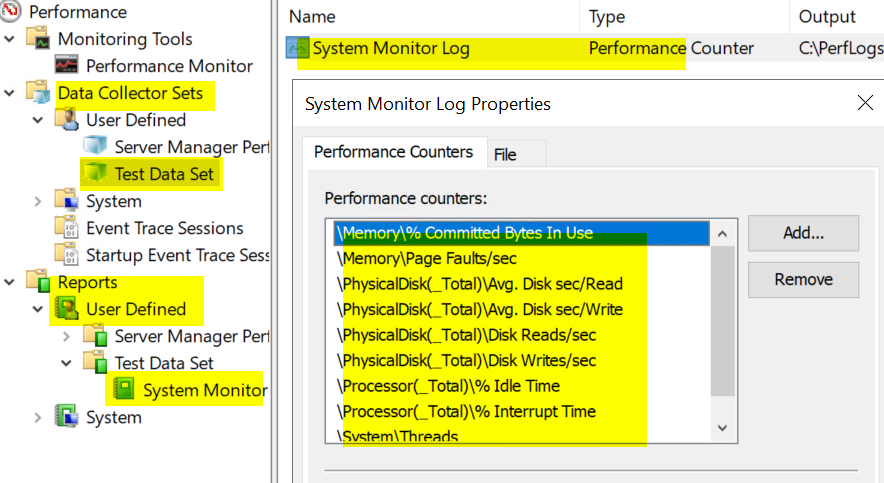 Performance
Monitoring Tools
Performance Monitor
Data Collector Sets
User Defined
Server Manager Perf
Test Data Set
System
Event Trace Sessions
Startup Event Trace Sess
Reports
User Defined
Server Manager Perf
Test Data Set
System Monitor
System
Name Type Output
System Monitor Log Performance Counter C:\PerfLogs
System Monitor Log Properties
Performance Counters File
Performance counters:
\Memory\% Committed Bytes In Use
\Memory\Page Faults/sec
\PhysicalDisk(_Total)\Avg. Disk sec/Read
\PhysicalDisk(_Total)\Avg. Disk sec/Write
\PhysicalDisk(_Total)\Disk Reads/sec
\PhysicalDisk(_Total)\Disk Writes/sec
\Processor(_Total)\% Idle Time
\Processor(_Total)\% Interrupt Time
\System\Threads
Add...
Remove